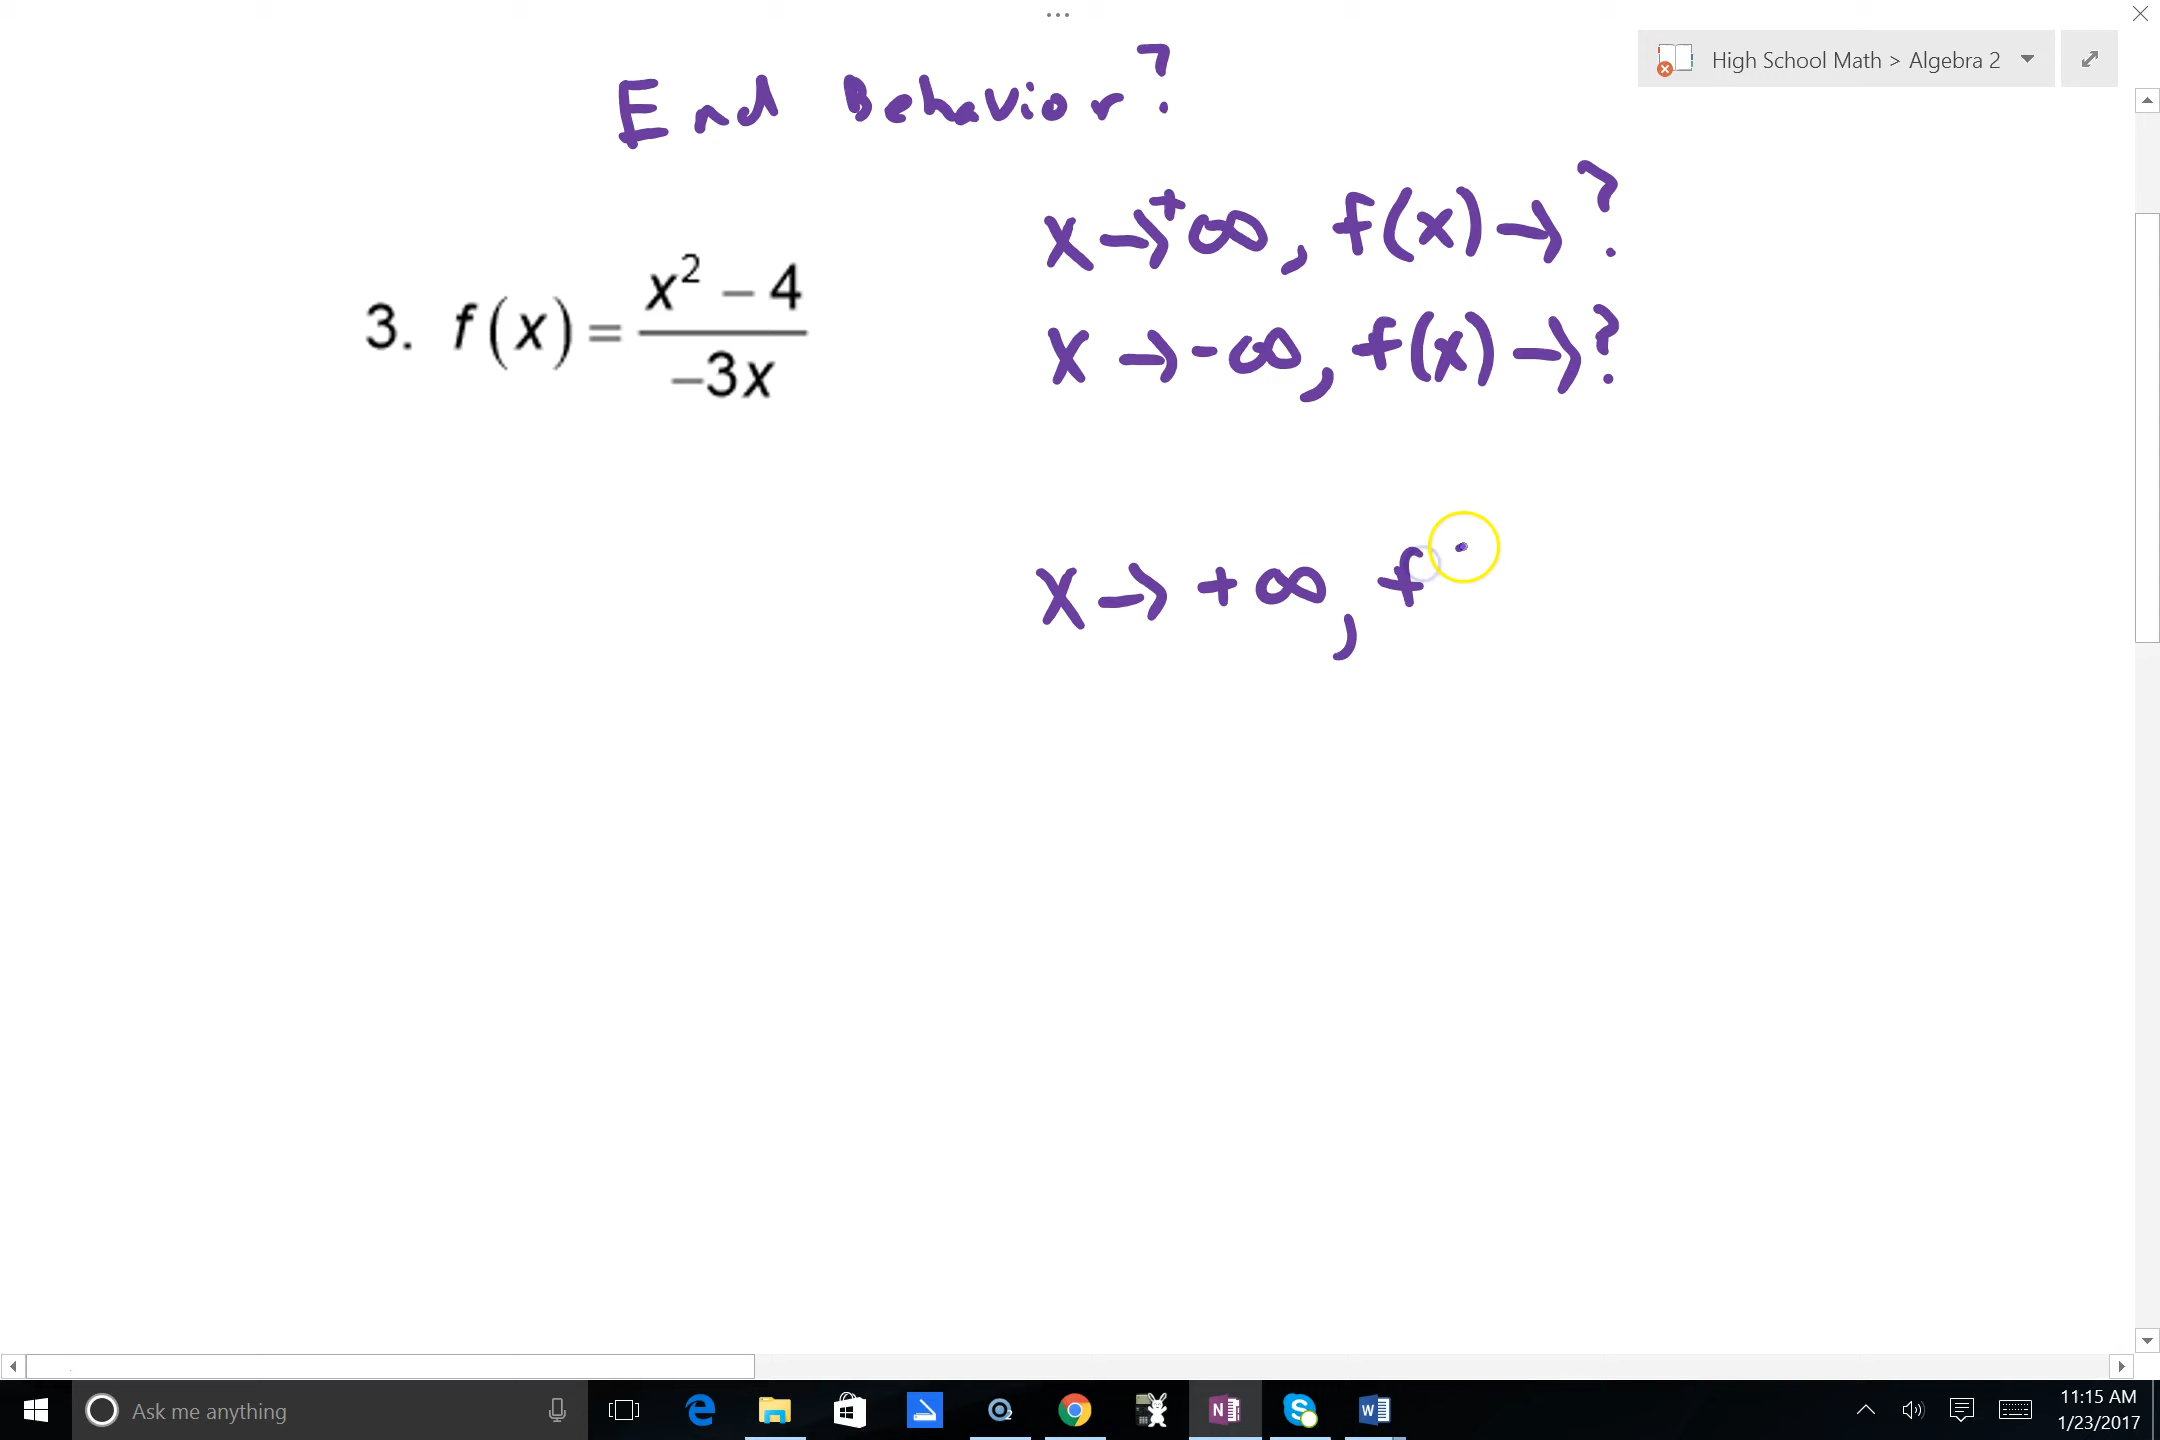 High School Math > Algebra 2
End Behavior?
x → +∞, f(x) → ?
3. f(x) = (x² – 4)/(–3x)
x → -∞, f(x) → ?
x → +∞, f
Ask me anything
11:15 AM
1/23/2017